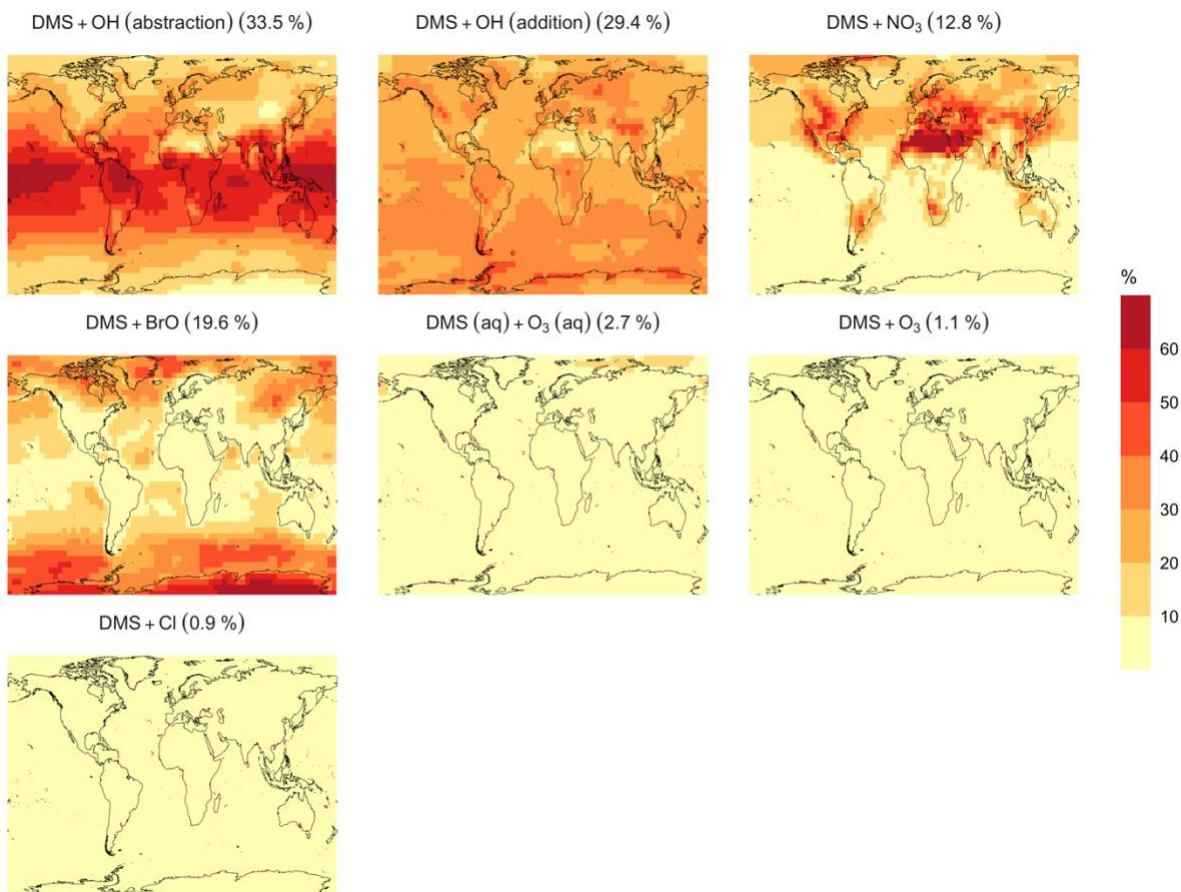 DMS + OH (abstraction) (33.5 %)
DMS + OH (addition) (29.4 %)
DMS + NO₃ (12.8 %)
DMS + BrO (19.6 %)
DMS (aq) + O₃ (aq) (2.7 %)
DMS + O₃ (1.1 %)
DMS + Cl (0.9 %)
%
60
50
40
30
20
10